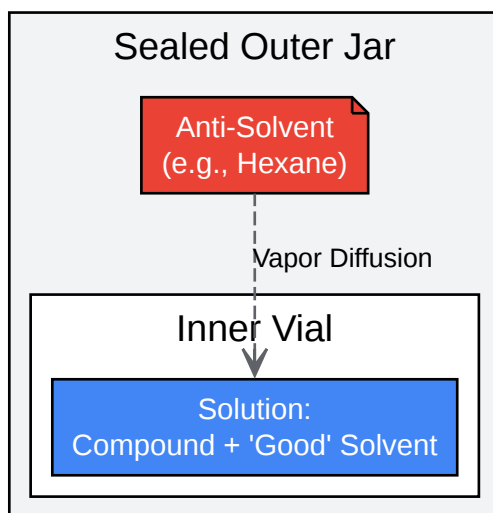 Sealed Outer Jar
Anti-Solvent
(e.g., Hexane)
Vapor Diffusion
Inner Vial
Solution:
Compound + 'Good' Solvent